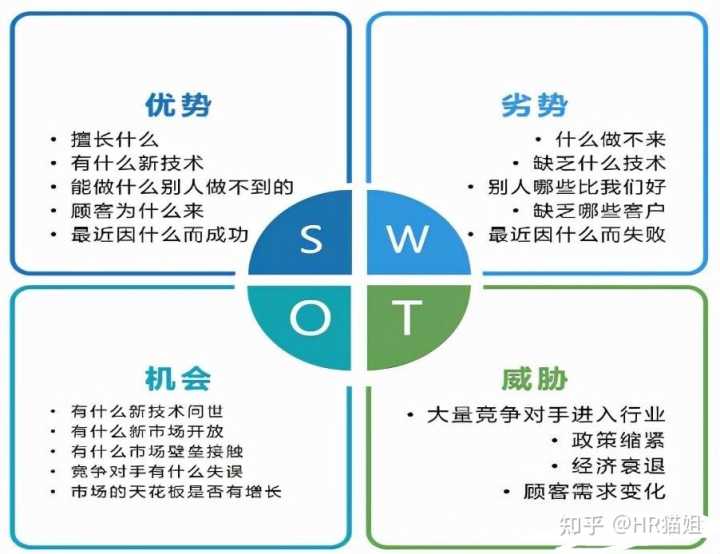 优势
• 擅长什么
• 有什么新技术
• 能做什么别人做不到的
• 顾客为什么来
• 最近因什么而成功
劣势
• 什么做不来
• 缺乏什么技术
• 别人哪些比我们好
• 缺乏哪些客户
• 最近因什么而失败
S
W
O
T
机会
• 有什么新技术问世
• 有什么新市场开放
• 有什么市场壁垒接触
• 竞争对手有什么失误
• 市场的天花板是否有增长
威胁
• 大量竞争对手进入行业
• 政策缩紧
• 经济衰退
• 顾客需求变化
知乎 @HR猫姐